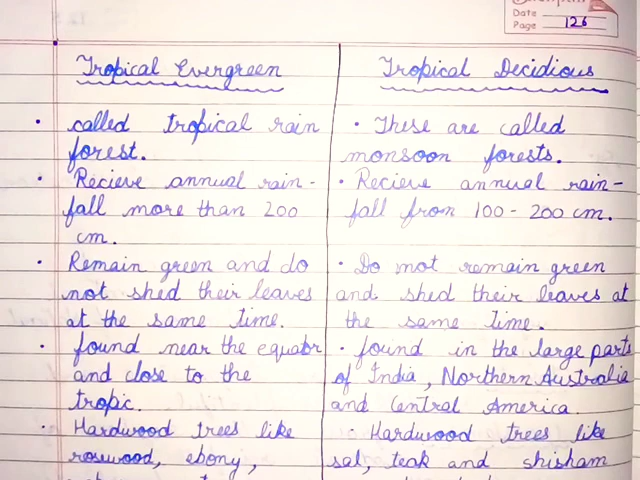 Date
Page 126
Tropical Evergreen
• called tropical rain
forest.
• Recieve annual rain-
fall more than 200
cm.
• Remain green and do
not shed their leaves
at the same time.
• found near the equator
and close to the
tropic.
• Hardwood trees like
rosewood, ebony,
Tropical Decidious
• These are called
monsoon forests.
• Recieve annual rain-
fall from 100-200 cm.
• Do not remain green
and shed their leaves at
the same time.
• found in the large parts
of India, Northern Australia
and Central America.
• Hardwood trees like
sal, teak and shisham